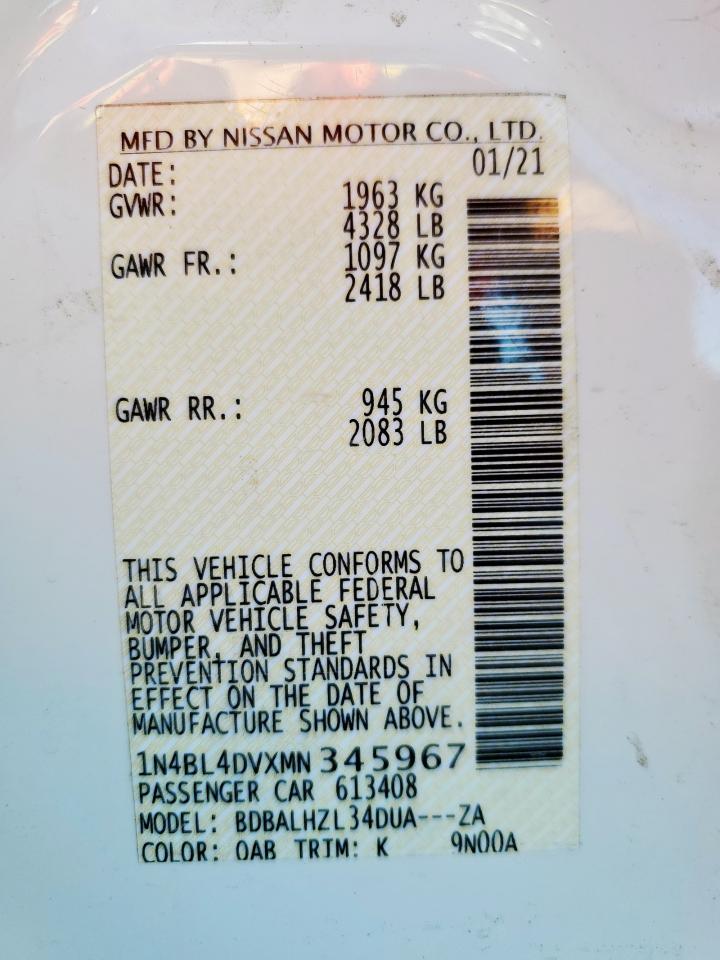 MFD BY NISSAN MOTOR CO., LTD.
DATE: 01/21
GVWR: 1963 KG
4328 LB
GAWR FR.: 1097 KG
2418 LB
GAWR RR.: 945 KG
2083 LB
THIS VEHICLE CONFORMS TO
ALL APPLICABLE FEDERAL
MOTOR VEHICLE SAFETY,
BUMPER, AND THEFT
PREVENTION STANDARDS IN
EFFECT ON THE DATE OF
MANUFACTURE SHOWN ABOVE.
1N4BL4DVXMN 345967
PASSENGER CAR 613408
MODEL: BDBALHZL34DUA---ZA
COLOR: QAB TRIM: K 9N00A